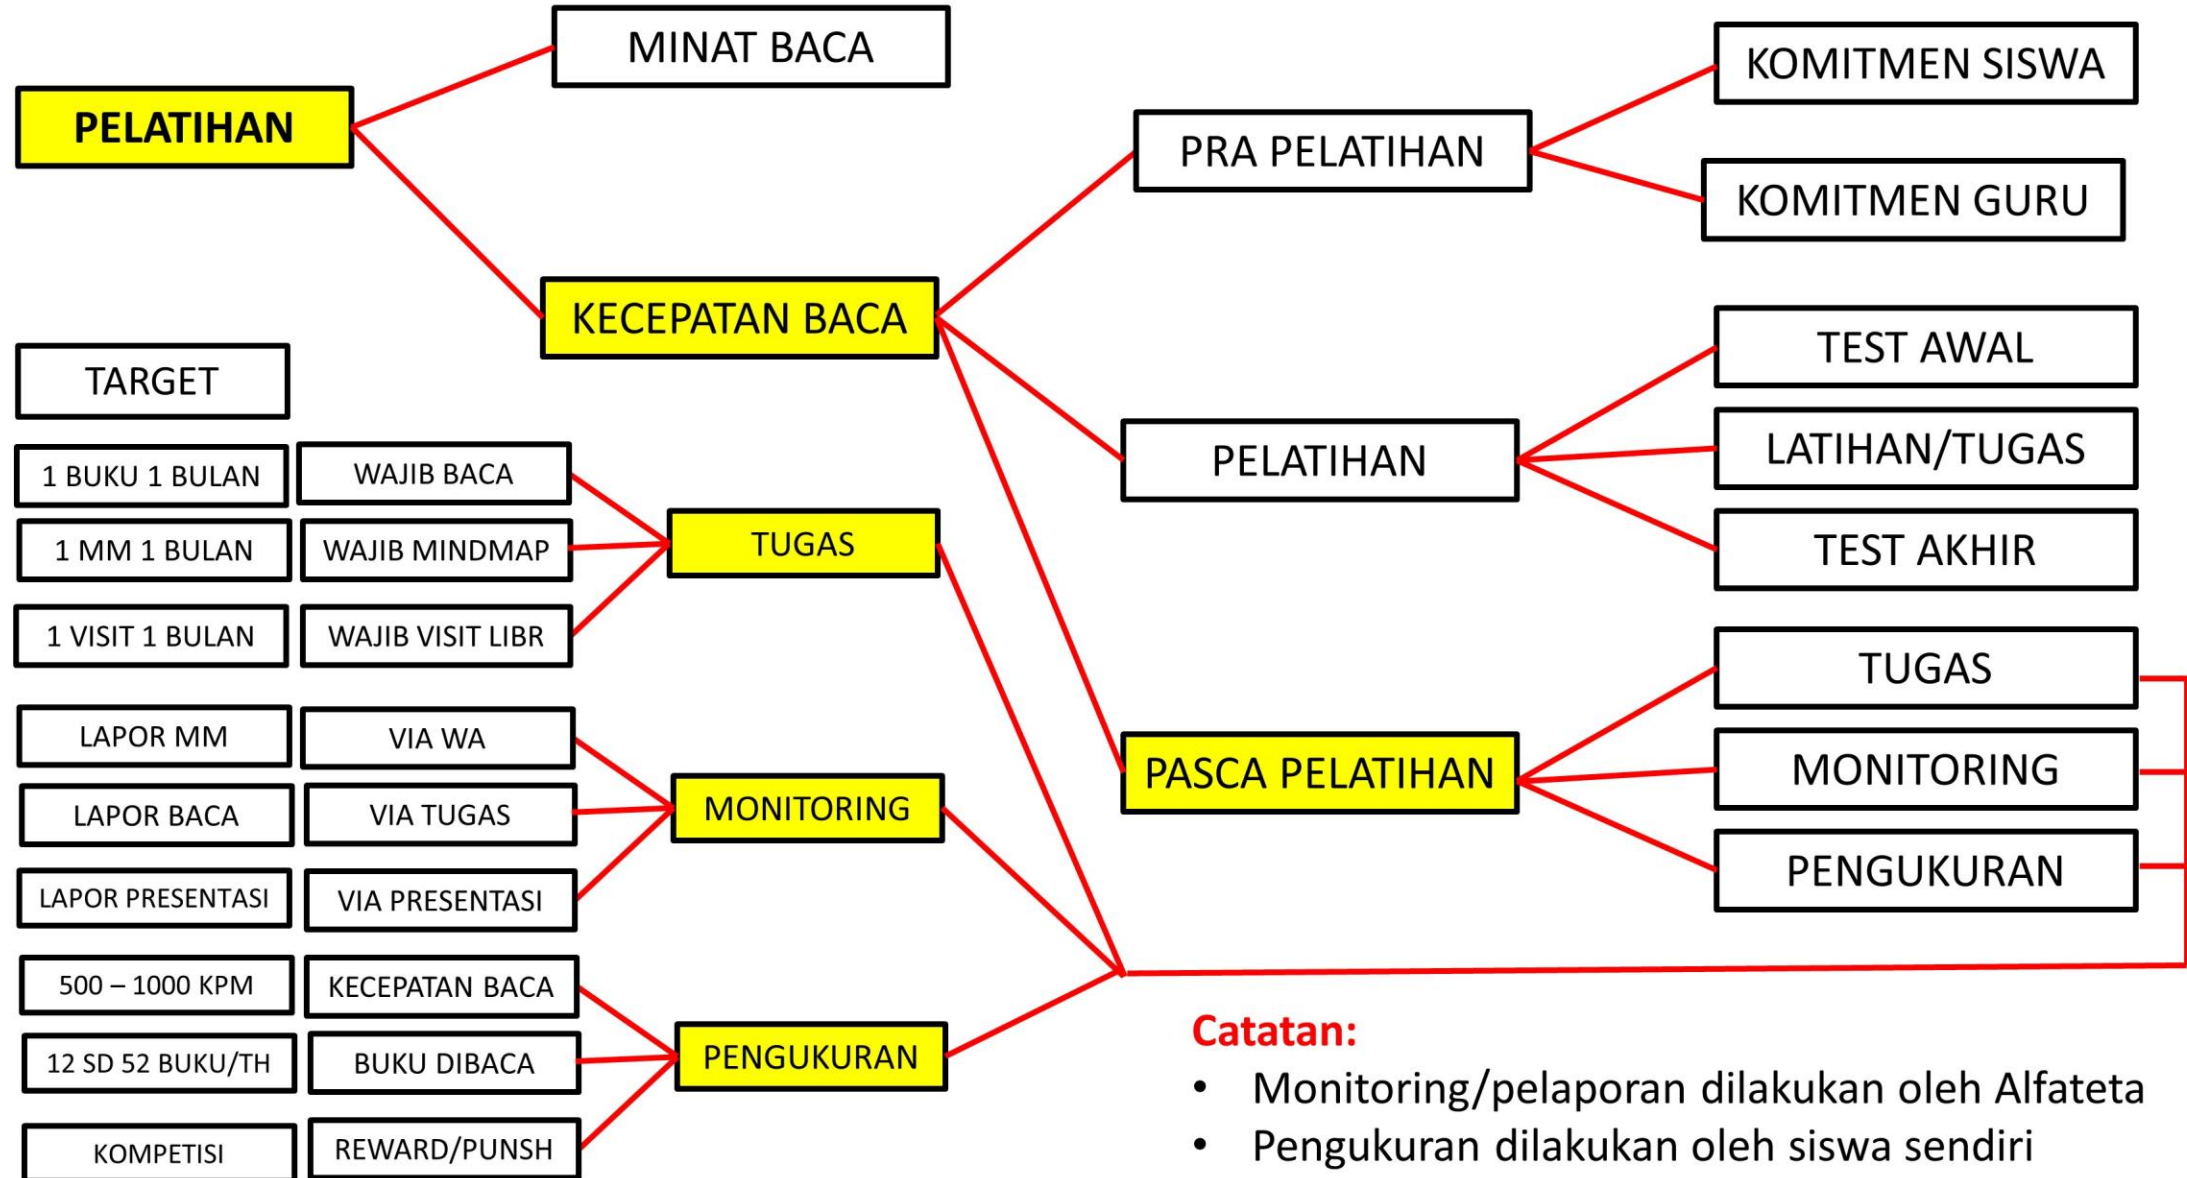 PELATIHAN
MINAT BACA
KECEPATAN BACA
PRA PELATIHAN
KOMITMEN SISWA
KOMITMEN GURU
PELATIHAN
TEST AWAL
LATIHAN/TUGAS
TEST AKHIR
PASCA PELATIHAN
TUGAS
MONITORING
PENGUKURAN
TARGET
1 BUKU 1 BULAN
WAJIB BACA
1 MM 1 BULAN
WAJIB MINDMAP
1 VISIT 1 BULAN
WAJIB VISIT LIBR
TUGAS
LAPOR MM
VIA WA
LAPOR BACA
VIA TUGAS
LAPOR PRESENTASI
VIA PRESENTASI
MONITORING
500 – 1000 KPM
KECEPATAN BACA
12 SD 52 BUKU/TH
BUKU DIBACA
KOMPETISI
REWARD/PUNSH
PENGUKURAN
Catatan:
• Monitoring/pelaporan dilakukan oleh Alfateta
• Pengukuran dilakukan oleh siswa sendiri